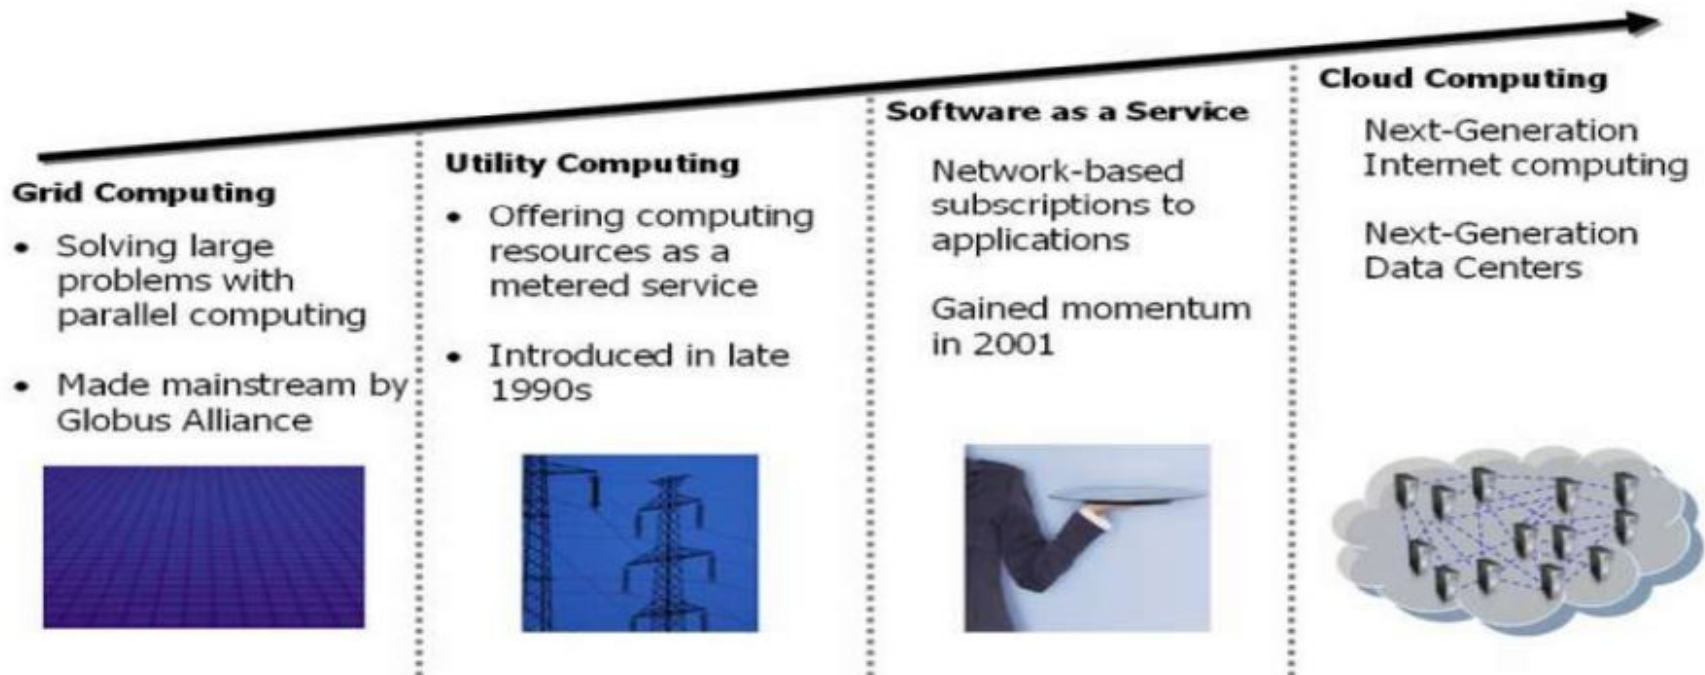 Grid Computing
• Solving large
problems with
parallel computing
• Made mainstream by
Globus Alliance
Utility Computing
• Offering computing
resources as a
metered service
• Introduced in late
1990s
Software as a Service
Network-based
subscriptions to
applications
Gained momentum
in 2001
Cloud Computing
Next-Generation
Internet computing
Next-Generation
Data Centers